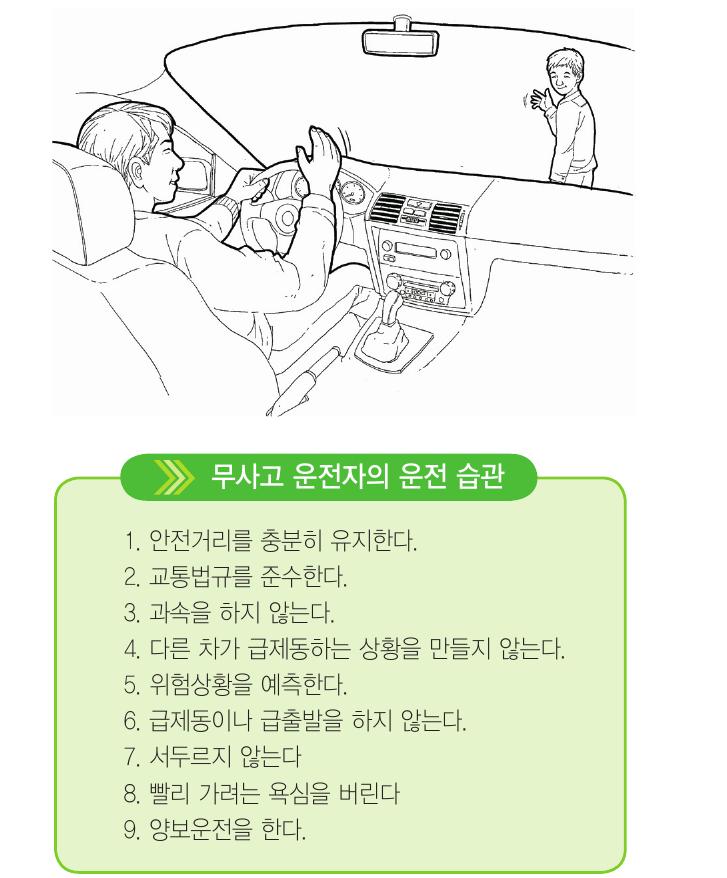 무사고 운전자의 운전 습관
1. 안전거리를 충분히 유지한다.
2. 교통법규를 준수한다.
3. 과속을 하지 않는다.
4. 다른 차가 급제동하는 상황을 만들지 않는다.
5. 위험상황을 예측한다.
6. 급제동이나 급출발을 하지 않는다.
7. 서두르지 않는다
8. 빨리 가려는 욕심을 버린다
9. 양보운전을 한다.